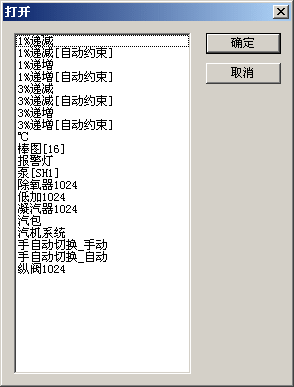 打开
1%递减
1%递减[自动约束]
1%递增
1%递增[自动约束]
3%递减
3%递减[自动约束]
3%递增
3%递增[自动约束]
℃
棒图[16]
报警灯
泵[SH1]
除氧器1024
低加1024
凝汽器1024
汽包
汽机系统
手自动切换_手动
手自动切换_自动
纵阀1024
确定
取消